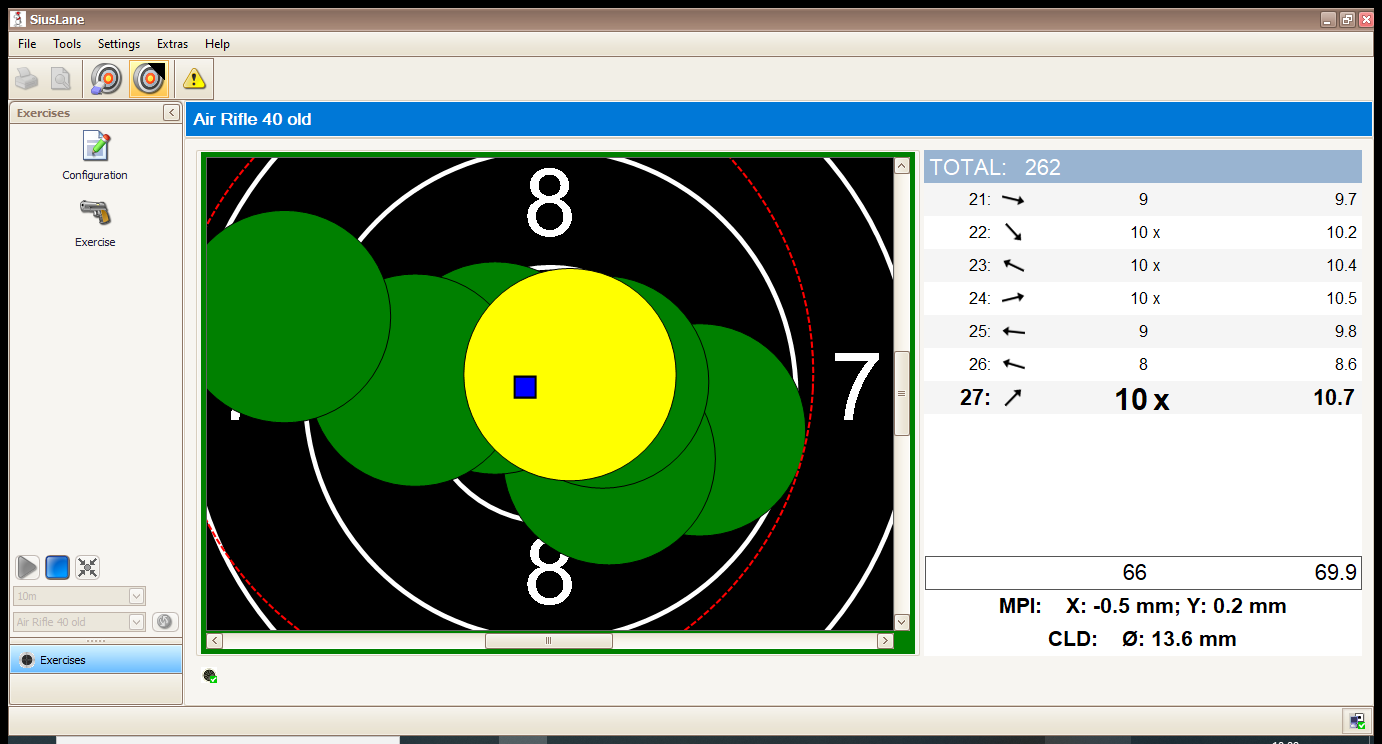 SiusLane
File Tools Settings Extras Help
Exercises
Configuration
Exercise
10m
Air Rifle 40 old
Exercises
Air Rifle 40 old
8
7
8
TOTAL: 262
21: 9 9.7
22: 10 x 10.2
23: 10 x 10.4
24: 10 x 10.5
25: 9 9.8
26: 8 8.6
27: 10 x 10.7
66 69.9
MPI: X: -0.5 mm; Y: 0.2 mm
CLD: Ø: 13.6 mm